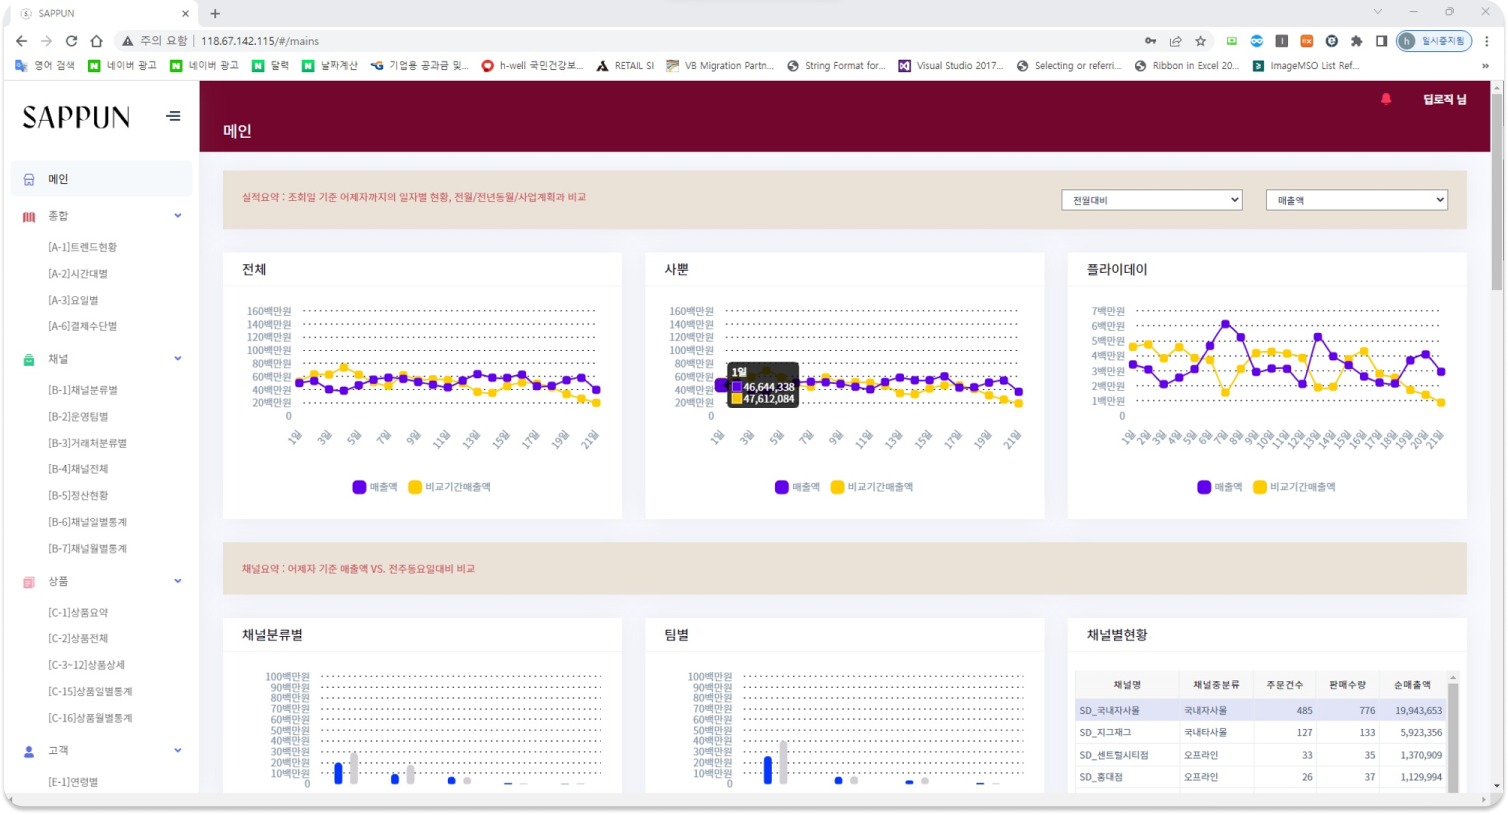 SAPPUN
주의 요함 118.67.142.115/#/mains
h 일시중지됨
영어 검색 네이버 광고 네이버 광고 달력 날짜계산 기업용 공과금 및... h-well 국민건강보... RETAIL SI VB Migration Partn... String Format for... Visual Studio 2017... Selecting or referri... Ribbon in Excel 20... ImageMSO List Ref... »
SAPPUN
딥로직 님
메인
메인
종합
[A-1]트렌드현황
[A-2]시간대별
[A-3]요일별
[A-6]결제수단별
채널
[B-1]채널분류별
[B-2]운영팀별
[B-3]거래처분류별
[B-4]채널전체
[B-5]정산현황
[B-6]채널일별통계
[B-7]채널월별통계
상품
[C-1]상품요약
[C-2]상품전체
[C-3~12]상품상세
[C-15]상품일별통계
[C-16]상품월별통계
고객
[E-1]연령별
실적요약 : 조회일 기준 어제자까지의 일자별 현황, 전월/전년동월/사업계획과 비교
전월대비
매출액
전체
160백만원
140백만원
120백만원
100백만원
80백만원
60백만원
40백만원
20백만원
0
1일 3일 5일 7일 9일 11일 13일 15일 17일 19일 21일
매출액 비교기간매출액
사뿐
160백만원
140백만원
120백만원
100백만원
80백만원
60백만원
40백만원
20백만원
0
1일
46,644,338
47,612,084
1일 3일 5일 7일 9일 11일 13일 15일 17일 19일 21일
매출액 비교기간매출액
플라이데이
7백만원
6백만원
5백만원
4백만원
3백만원
2백만원
1백만원
0
1일 2일 3일 4일 5일 6일 7일 8일 9일 10일 11일 12일 13일 14일 15일 16일 17일 18일 19일 20일 21일
매출액 비교기간매출액
채널요약 : 어제자 기준 매출액 VS. 전주동요일대비 비교
채널분류별
100백만원
90백만원
80백만원
70백만원
60백만원
50백만원
40백만원
30백만원
20백만원
10백만원
0
팀별
100백만원
90백만원
80백만원
70백만원
60백만원
50백만원
40백만원
30백만원
20백만원
10백만원
0
채널별현황
채널명 채널중분류 주문건수 판매수량 순매출액
SD_국내자사몰 국내자사몰 485 776 19,943,653
SD_지그재그 국내타사몰 127 133 5,923,356
SD_센트럴시티점 오프라인 33 35 1,370,909
SD_홍대점 오프라인 26 37 1,129,994